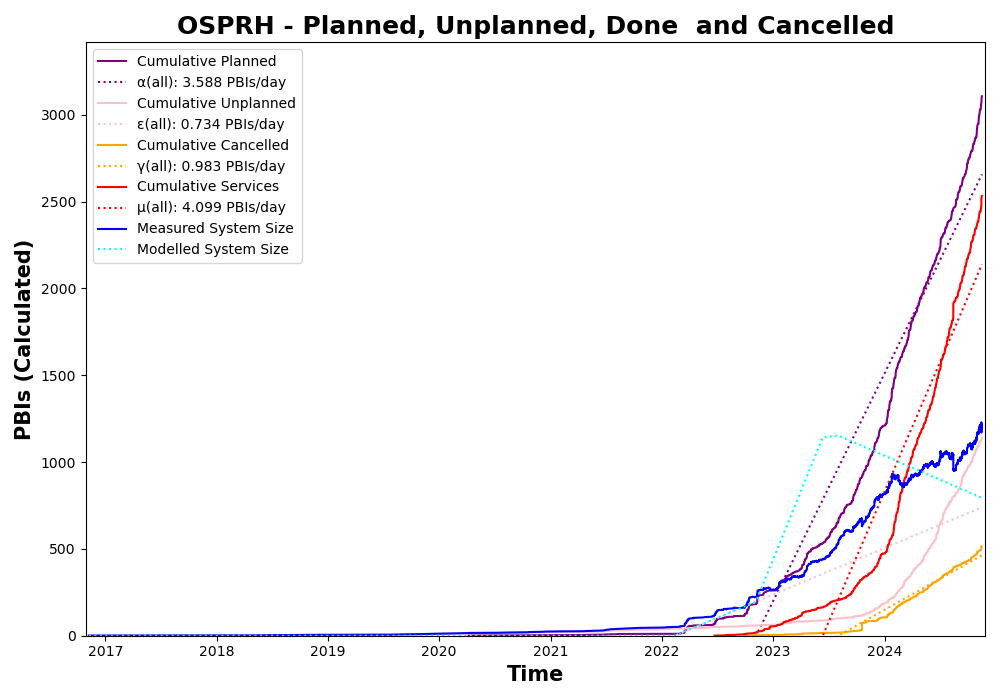 OSPRH - Planned, Unplanned, Done  and Cancelled
Cumulative Planned
α(all): 3.588 PBIs/day
Cumulative Unplanned
ε(all): 0.734 PBIs/day
Cumulative Cancelled
γ(all): 0.983 PBIs/day
Cumulative Services
μ(all): 4.099 PBIs/day
Measured System Size
Modelled System Size
PBIs (Calculated)
3000
2500
2000
1500
1000
500
0
2017 2018 2019 2020 2021 2022 2023 2024
Time